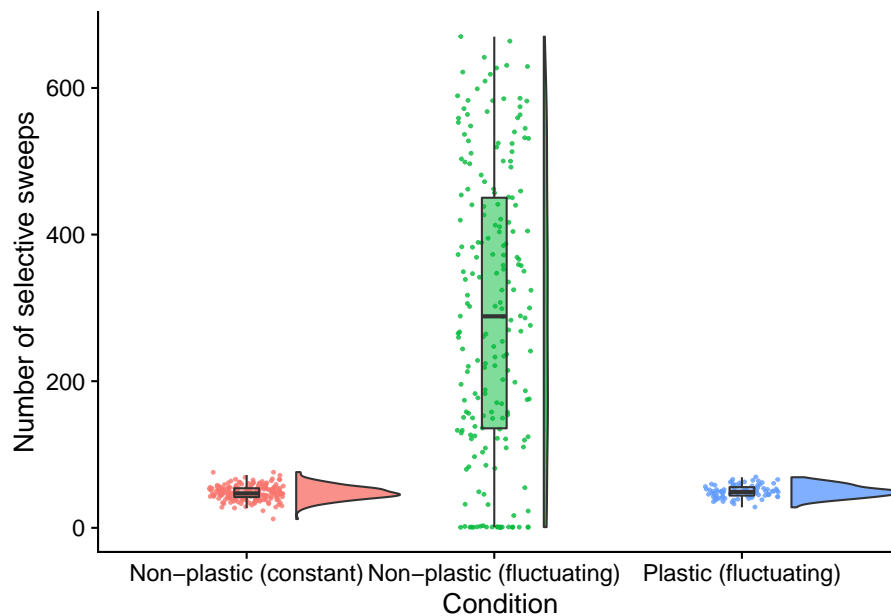 Number of selective sweeps
600
400
200
0
Non−plastic (constant)
Non−plastic (fluctuating)
Plastic (fluctuating)
Condition